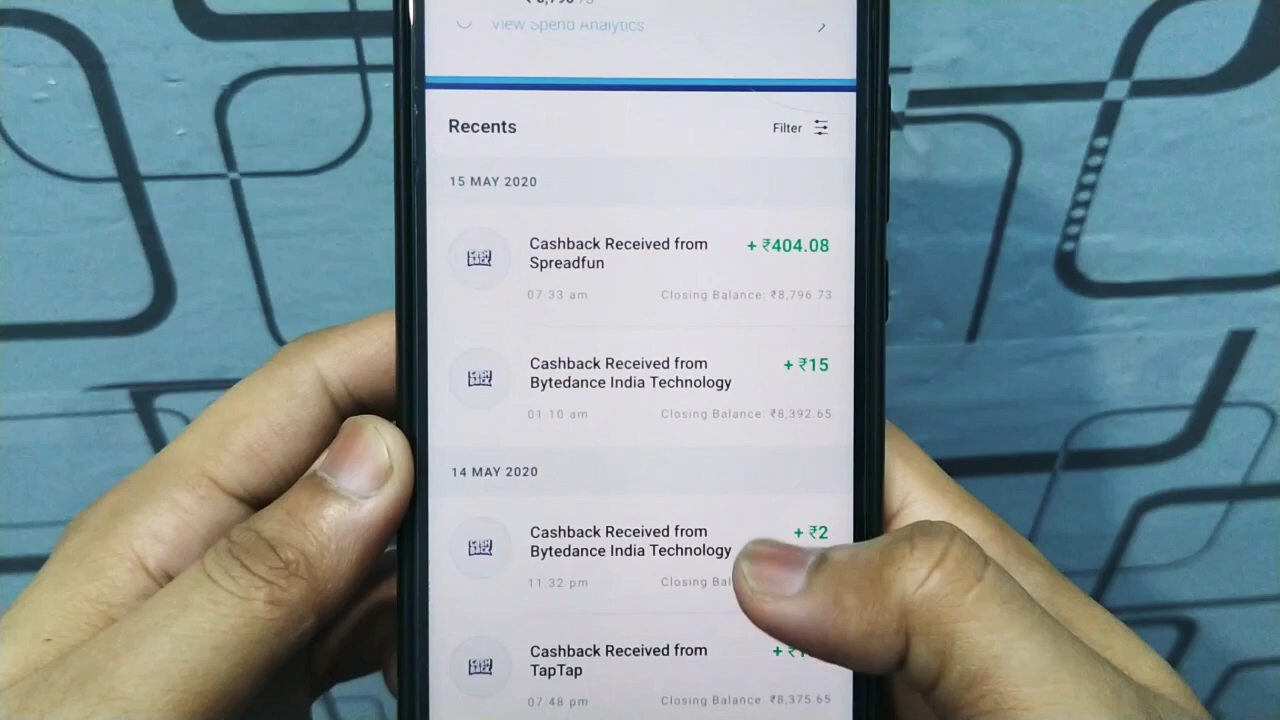 View Spend Analytics
Recents
Filter
15 MAY 2020
Cashback Received from
Spreadfun
+ ₹404.08
07:33 am
Closing Balance: ₹8,796.73
Cashback Received from
Bytedance India Technology
+ ₹15
01:10 am
Closing Balance: ₹8,392.65
14 MAY 2020
Cashback Received from
Bytedance India Technology
+ ₹2
11:32 pm
Closing
Cashback Received from
TapTap
07:48 pm
Closing Balance: ₹8,375.65